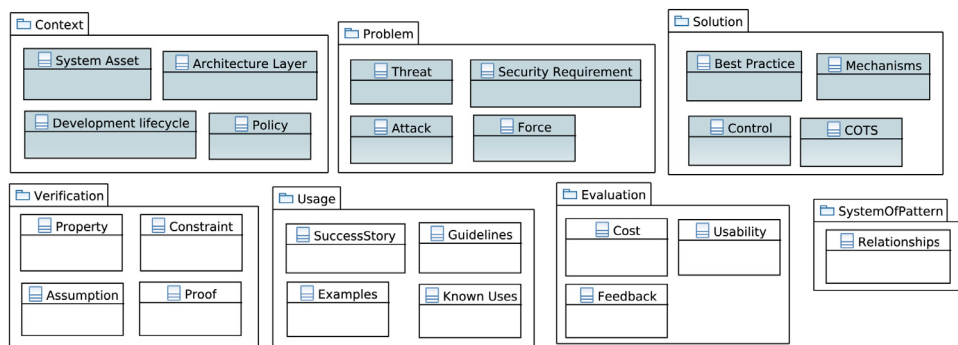 Context
System Asset
Architecture Layer
Development lifecycle
Policy
Problem
Threat
Security Requirement
Attack
Force
Solution
Best Practice
Mechanisms
Control
COTS
Verification
Property
Constraint
Assumption
Proof
Usage
SuccessStory
Guidelines
Examples
Known Uses
Evaluation
Cost
Usability
Feedback
SystemOfPattern
Relationships